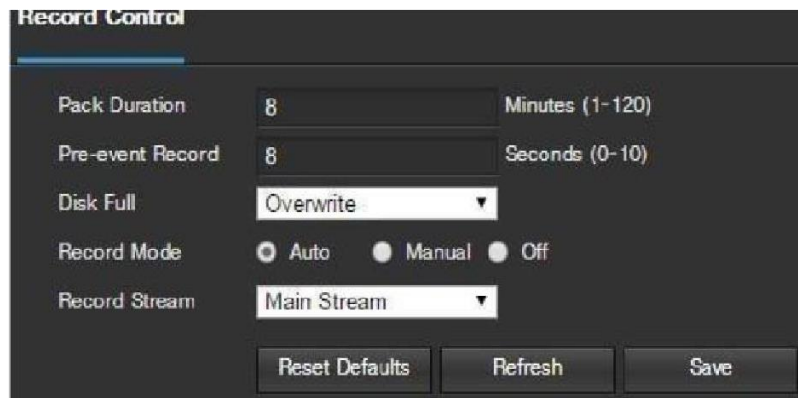 Record Control
Pack Duration 8 Minutes (1-120)
Pre-event Record 8 Seconds (0-10)
Disk Full Overwrite
Record Mode Auto Manual Off
Record Stream Main Stream
Reset Defaults Refresh Save